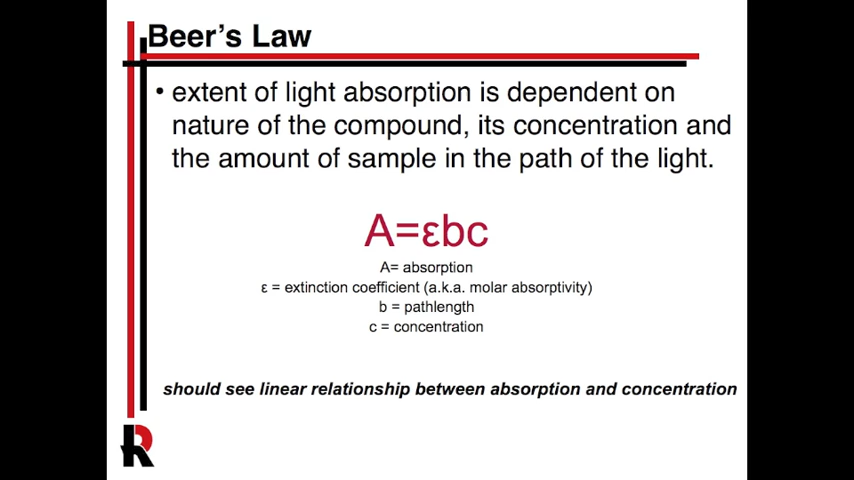 Beer's Law
• extent of light absorption is dependent on
nature of the compound, its concentration and
the amount of sample in the path of the light.
A=εbc
A= absorption
ε = extinction coefficient (a.k.a. molar absorptivity)
b = pathlength
c = concentration
should see linear relationship between absorption and concentration